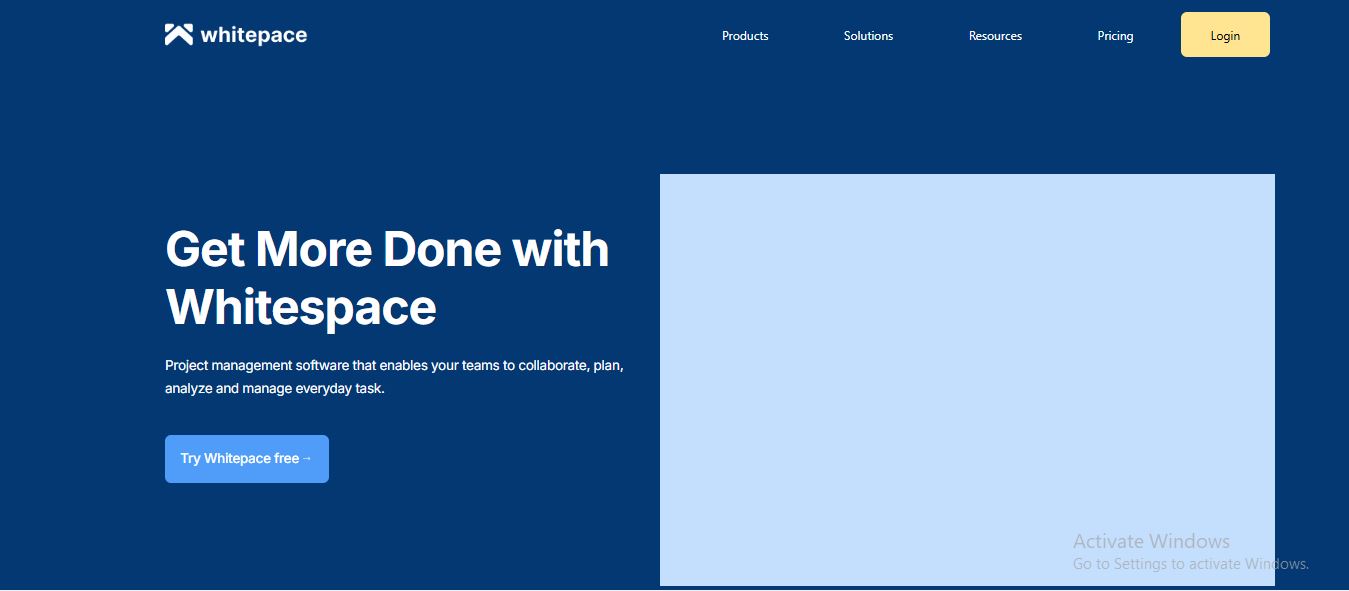 whitepace
Products Solutions Resources Pricing Login
Get More Done with
Whitespace
Project management software that enables your teams to collaborate, plan,
analyze and manage everyday task.
Try Whitepace free →
Activate Windows
Go to Settings to activate Windows.